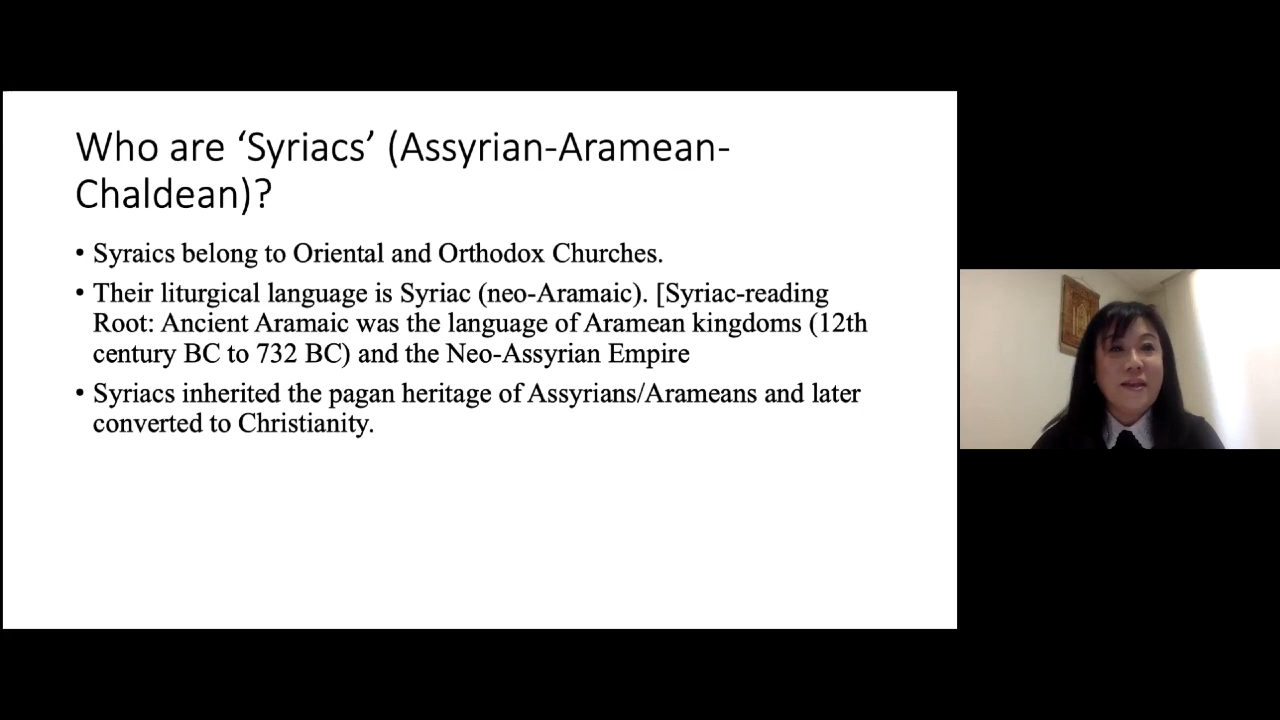 Who are ‘Syriacs’ (Assyrian-Aramean-
Chaldean)?
• Syraics belong to Oriental and Orthodox Churches.
• Their liturgical language is Syriac (neo-Aramaic). [Syriac-reading
Root: Ancient Aramaic was the language of Aramean kingdoms (12th
century BC to 732 BC) and the Neo-Assyrian Empire
• Syriacs inherited the pagan heritage of Assyrians/Arameans and later
converted to Christianity.